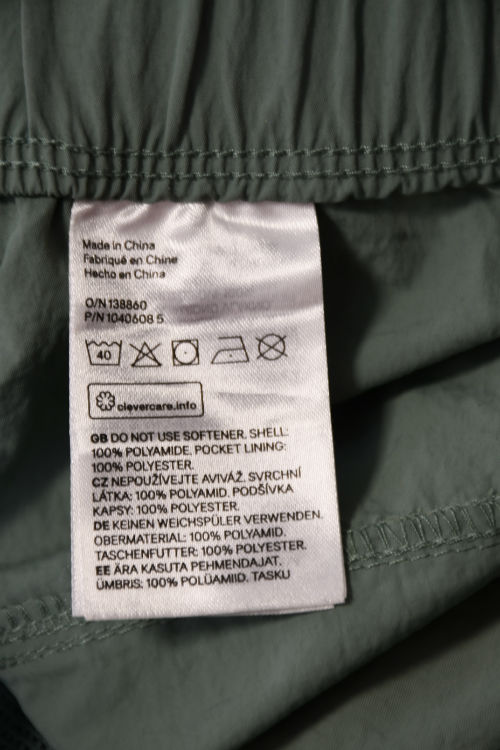 Made in China
Fabriqué en Chine
Hecho en China
O/N 138860
P/N 1040608 5
40
clevercare.info
GB DO NOT USE SOFTENER. SHELL:
100% POLYAMIDE. POCKET LINING:
100% POLYESTER.
CZ NEPOUŽÍVEJTE AVIVÁŽ. SVRCHNÍ
LÁTKA: 100% POLYAMID. PODŠÍVKA
KAPSY: 100% POLYESTER.
DE KEINEN WEICHSPÜLER VERWENDEN.
OBERMATERIAL: 100% POLYAMID.
TASCHENFUTTER: 100% POLYESTER.
EE ÄRA KASUTA PEHMENDAJAT.
ÜMBRIS: 100% POLÜAMIID. TASKU